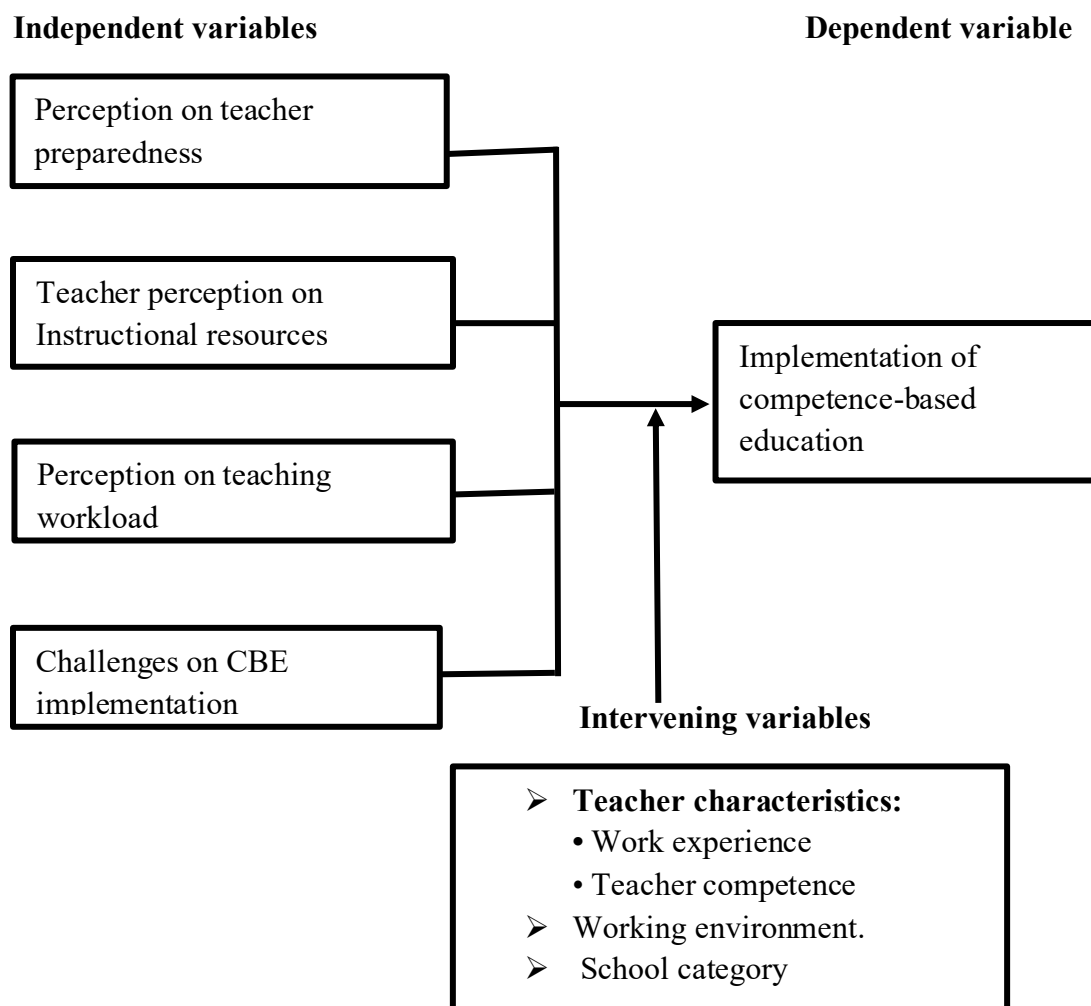 Independent variables
Dependent variable
Perception on teacher
preparedness
Teacher perception on
Instructional resources
Implementation of
competence-based
education
Perception on teaching
workload
Challenges on CBE
implementation
Intervening variables
➢ Teacher characteristics:
• Work experience
• Teacher competence
➢ Working environment.
➢ School category